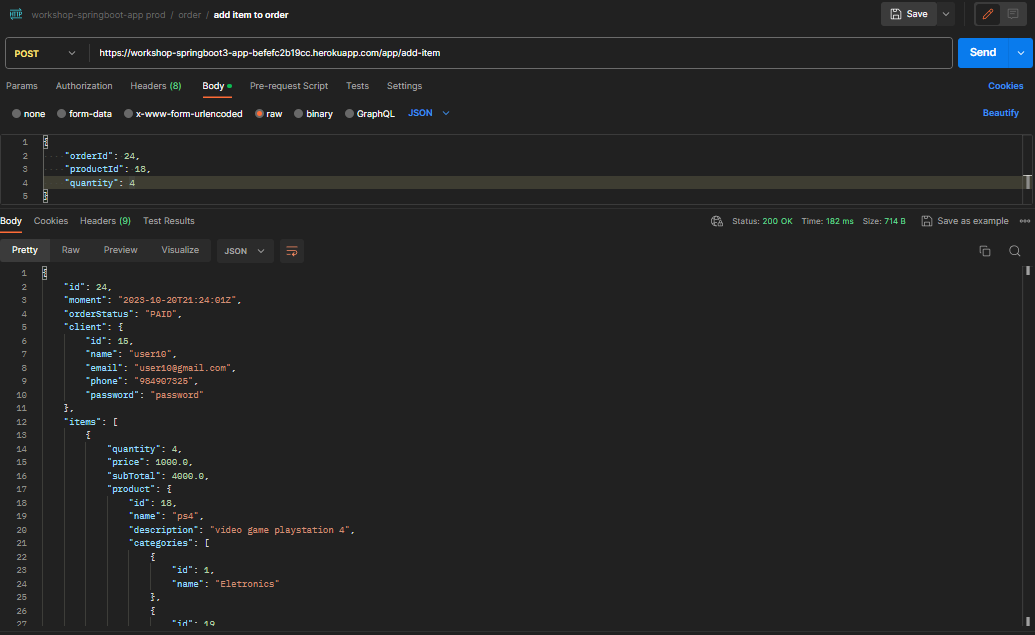 HTTP workshop-springboot-app prod / order / add item to order Save
POST https://workshop-springboot3-app-befefc2b19cc.herokuapp.com/app/add-item Send
Params Authorization Headers (8) Body Pre-request Script Tests Settings Cookies
none form-data x-www-form-urlencoded raw binary GraphQL JSON Beautify
1 {
2 "orderId": 24,
3 "productId": 18,
4 "quantity": 4
5 }
Body Cookies Headers (9) Test Results Status: 200 OK Time: 182 ms Size: 714 B Save as example
Pretty Raw Preview Visualize JSON
1 {
2 "id": 24,
3 "moment": "2023-10-20T21:24:01Z",
4 "orderStatus": "PAID",
5 "client": {
6 "id": 15,
7 "name": "user10",
8 "email": "user10@gmail.com",
9 "phone": "984907325",
10 "password": "password"
11 },
12 "items": [
13 {
14 "quantity": 4,
15 "price": 1000.0,
16 "subTotal": 4000.0,
17 "product": {
18 "id": 18,
19 "name": "ps4",
20 "description": "video game playstation 4",
21 "categories": [
22 {
23 "id": 1,
24 "name": "Eletronics"
25 },
26 {
27 "id": 19